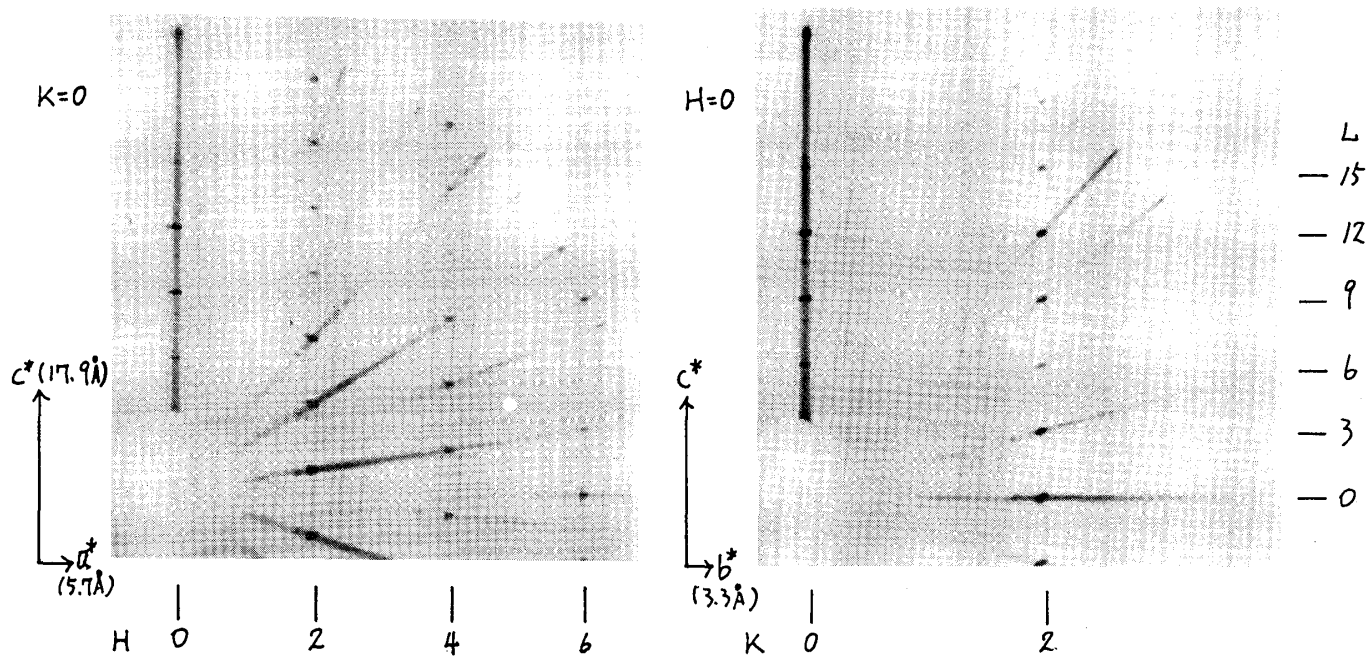 K=0
c* (17.9Å)
a*
(5.7Å)
H 0 2 4 6
H=0
c*
b*
(3.3Å)
K 0 2
L
— 15
— 12
— 9
— 6
— 3
— 0